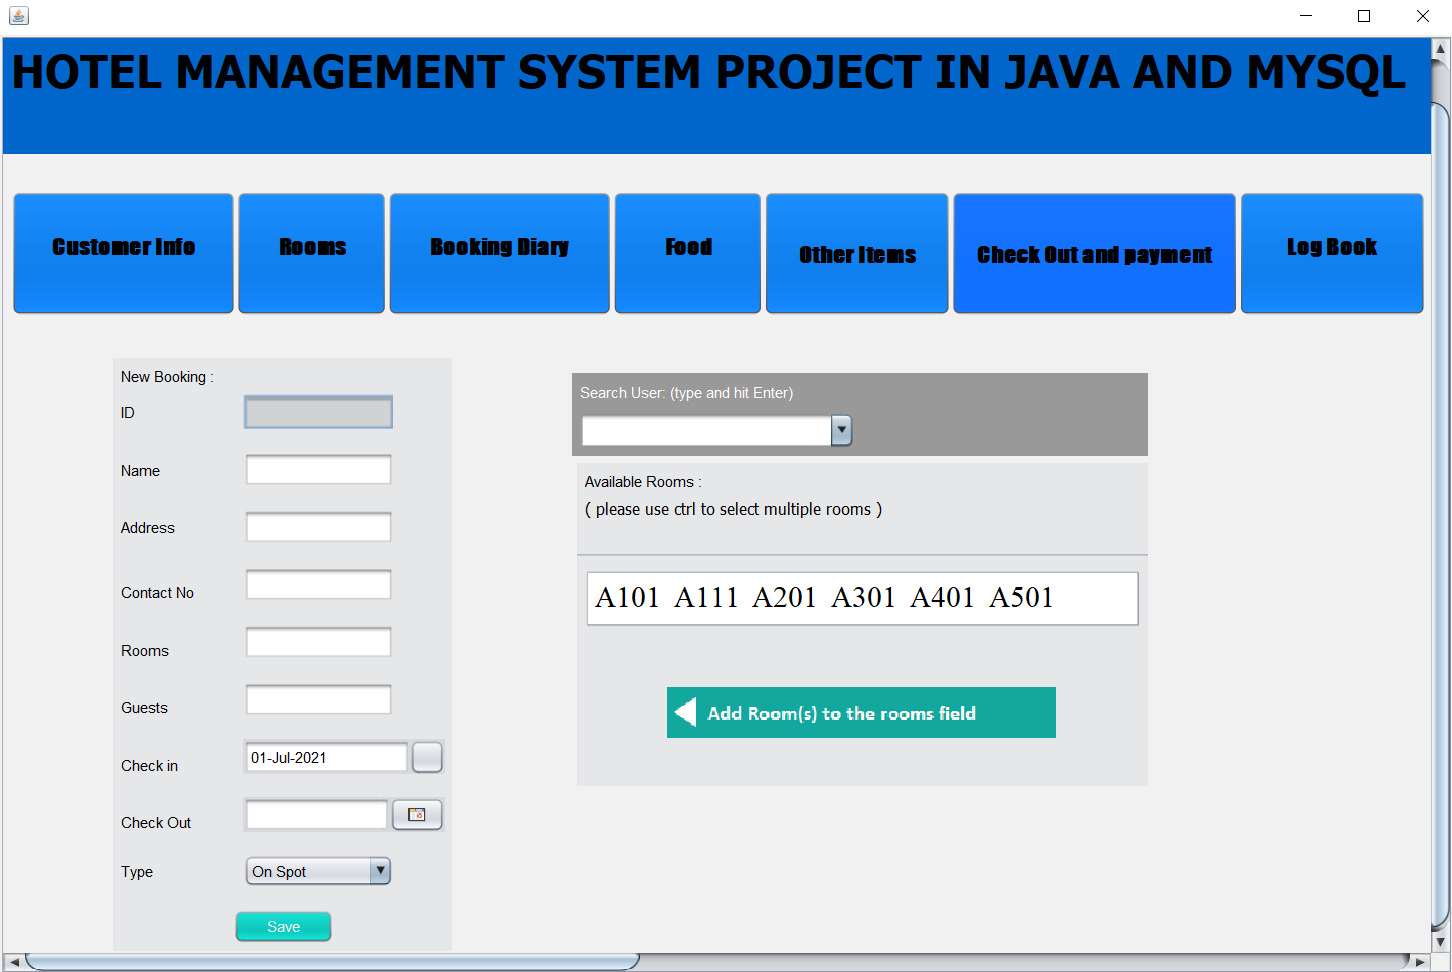 HOTEL MANAGEMENT SYSTEM PROJECT IN JAVA AND MYSQL
Customer Info
Rooms
Booking Diary
Food
Other Items
Check Out and payment
Log Book
New Booking :
ID
Name
Address
Contact No
Rooms
Guests
Check in
01-Jul-2021
Check Out
Type
On Spot
Save
Search User: (type and hit Enter)
Available Rooms :
( please use ctrl to select multiple rooms )
A101 A111 A201 A301 A401 A501
Add Room(s) to the rooms field